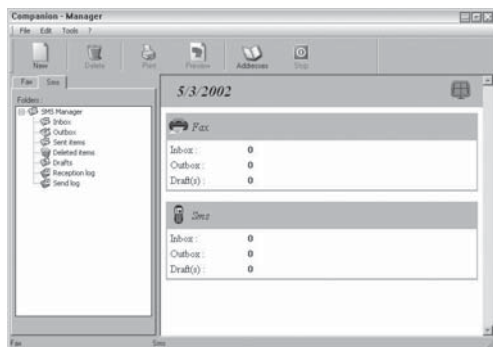 Companion - Manager
File Edit Tools ?
New Delete Print Preview Addresses Stop
Fax Sms
Folders :
SMS Manager
Inbox
Outbox
Sent items
Deleted items
Drafts
Reception log
Send log
5/3/2002
Fax
Inbox : 0
Outbox : 0
Draft(s) : 0
Sms
Inbox : 0
Outbox : 0
Draft(s) : 0
Fax Sms